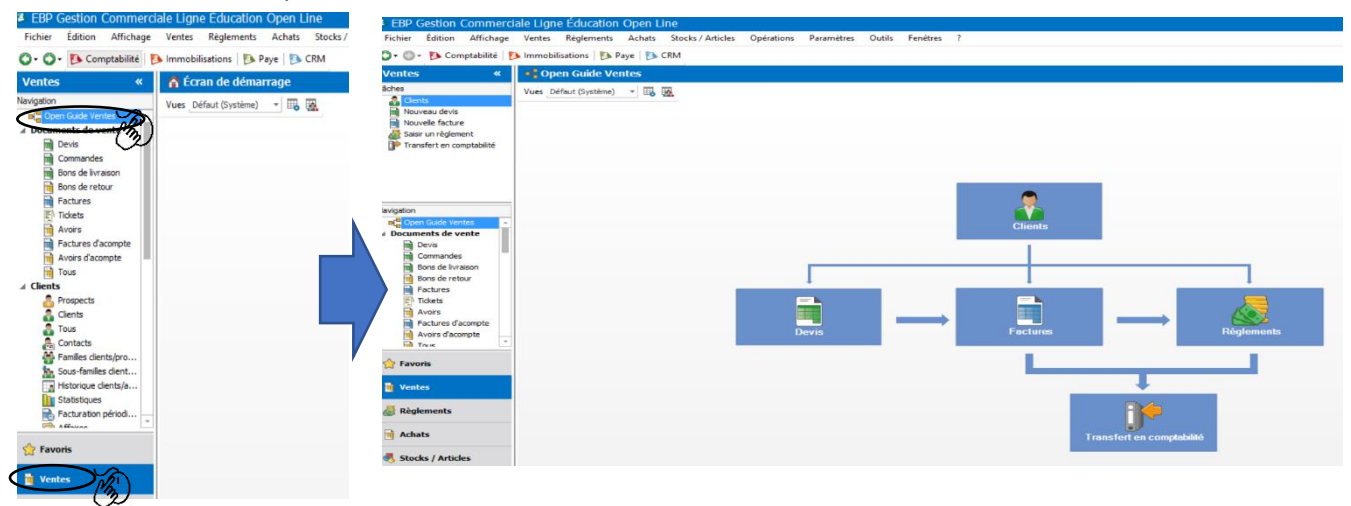 EBP Gestion Commerciale Ligne Éducation Open Line
Fichier Édition Affichage Ventes Règlements Achats Stocks /
Comptabilité Immobilisations Paye CRM
Ventes «
Écran de démarrage
Navigation
Vues Défaut (Système)
Open Guide Ventes
Documents de vente
Devis
Commandes
Bons de livraison
Bons de retour
Factures
Tickets
Avoirs
Factures d'acompte
Avoirs d'acompte
Tous
Clients
Prospects
Clients
Tous
Contacts
Familles clients/pro...
Sous-familles client...
Historique clients/a...
Statistiques
Facturation périodi...
Affaires
Favoris
Ventes
EBP Gestion Commerciale Ligne Éducation Open Line
Fichier Édition Affichage Ventes Règlements Achats Stocks / Articles Opérations Paramètres Outils Fenêtres ?
Comptabilité Immobilisations Paye CRM
Ventes «
Open Guide Ventes
âches
Vues Défaut (Système)
Clients
Nouveau devis
Nouvelle facture
Saisir un règlement
Transfert en comptabilité
avigation
Open Guide Ventes
Documents de vente
Devis
Commandes
Bons de livraison
Bons de retour
Factures
Tickets
Avoirs
Factures d'acompte
Avoirs d'acompte
Tous
Favoris
Ventes
Règlements
Achats
Stocks / Articles
Clients
Devis
Factures
Règlements
Transfert en comptabilité